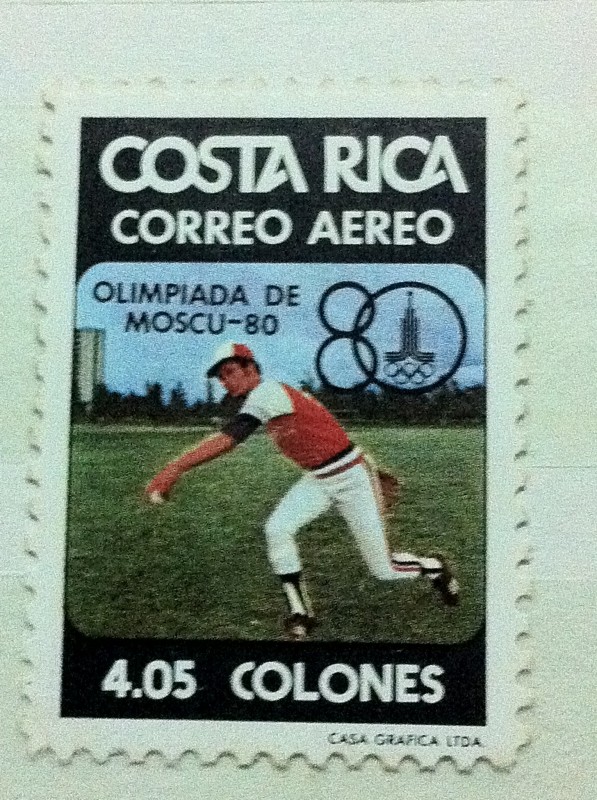 COSTA RICA
CORREO AEREO
OLIMPIADA DE
MOSCU-80
80
4.05 COLONES
CASA GRAFICA LTDA.